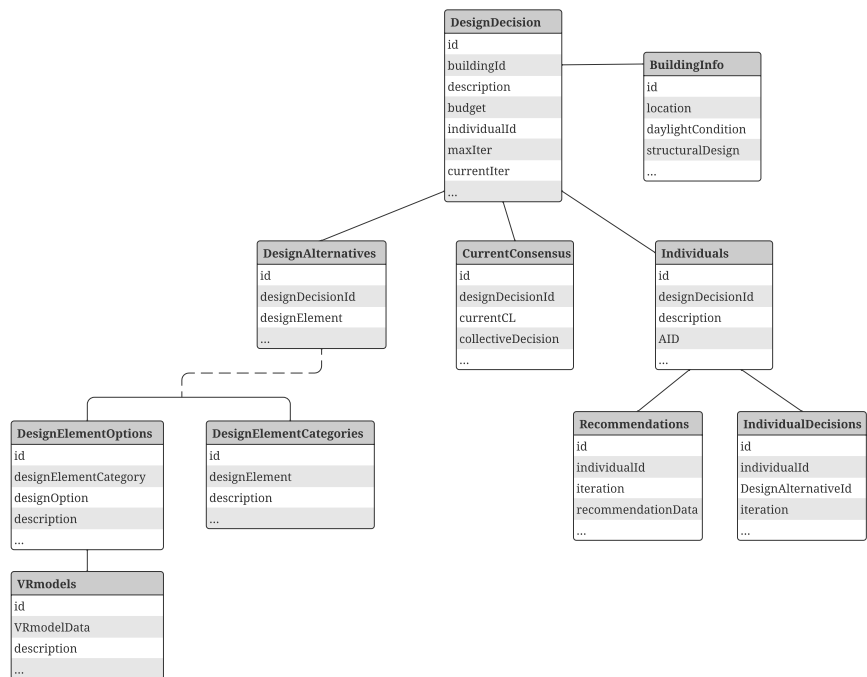 DesignDecision
id
buildingId
description
budget
individualId
maxIter
currentIter
...
BuildingInfo
id
location
daylightCondition
structuralDesign
...
DesignAlternatives
id
designDecisionId
designElement
...
CurrentConsensus
id
designDecisionId
currentCL
collectiveDecision
...
Individuals
id
designDecisionId
description
AID
...
DesignElementOptions
id
designElementCategory
designOption
description
...
DesignElementCategories
id
designElement
description
...
Recommendations
id
individualId
iteration
recommendationData
...
IndividualDecisions
id
individualId
DesignAlternativeId
iteration
...
VRmodels
id
VRmodelData
description
...